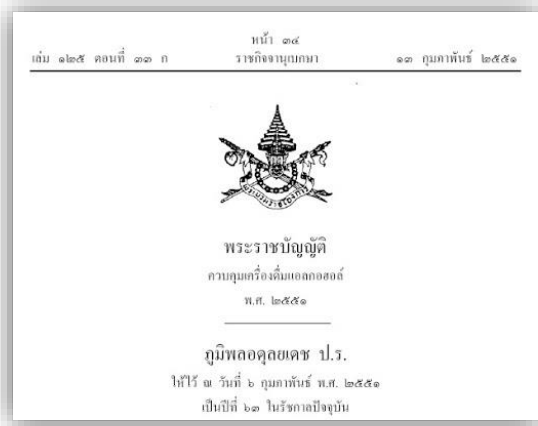 หน้า ๓๔
เล่ม ๑๒๕ ตอนที่ ๓๓ ก ราชกิจจานุเบกษา ๑๓ กุมภาพันธ์ ๒๕๕๑
พระราชบัญญัติ
ควบคุมเครื่องดื่มแอลกอฮอล์
พ.ศ. ๒๕๕๑
ภูมิพลอดุลยเดช ป.ร.
ให้ไว้ ณ วันที่ ๖ กุมภาพันธ์ พ.ศ. ๒๕๕๑
เป็นปีที่ ๖๓ ในรัชกาลปัจจุบัน